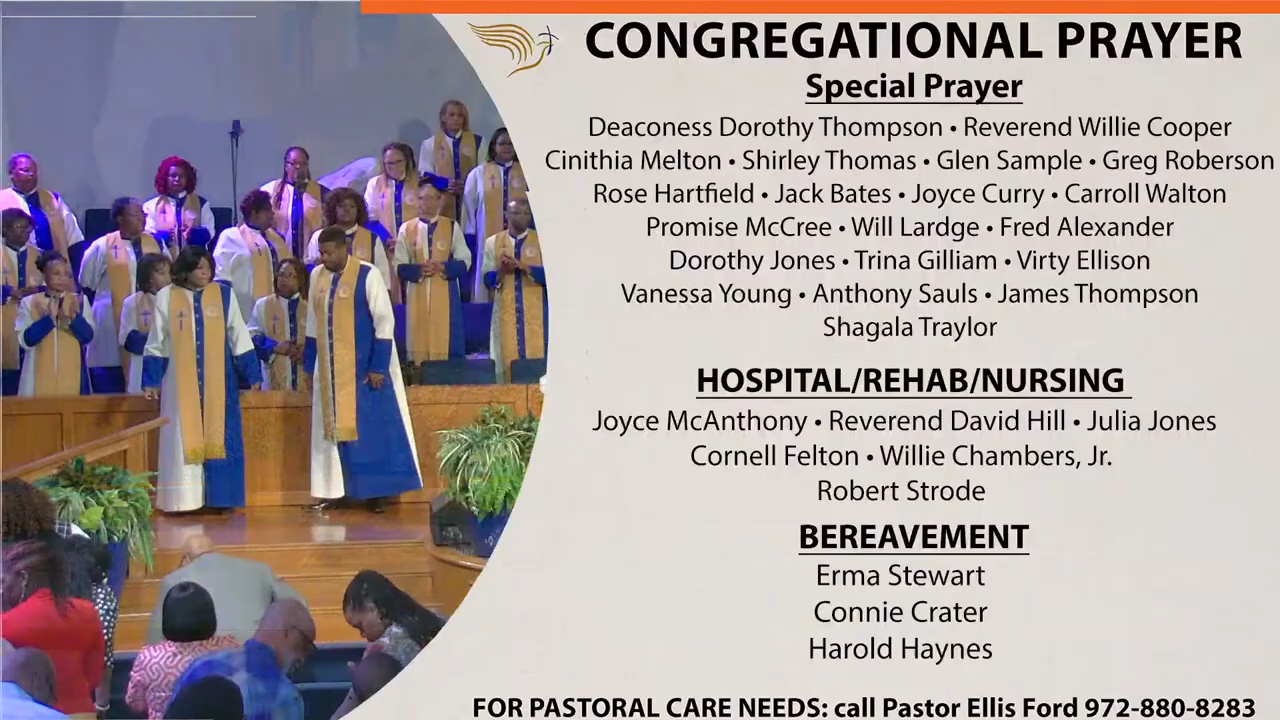 CONGREGATIONAL PRAYER
Special Prayer
Deaconess Dorothy Thompson • Reverend Willie Cooper
Cinithia Melton • Shirley Thomas • Glen Sample • Greg Roberson
Rose Hartfield • Jack Bates • Joyce Curry • Carroll Walton
Promise McCree • Will Lardge • Fred Alexander
Dorothy Jones • Trina Gilliam • Virty Ellison
Vanessa Young • Anthony Sauls • James Thompson
Shagala Traylor
HOSPITAL/REHAB/NURSING
Joyce McAnthony • Reverend David Hill • Julia Jones
Cornell Felton • Willie Chambers, Jr.
Robert Strode
BEREAVEMENT
Erma Stewart
Connie Crater
Harold Haynes
FOR PASTORAL CARE NEEDS: call Pastor Ellis Ford 972-880-8283